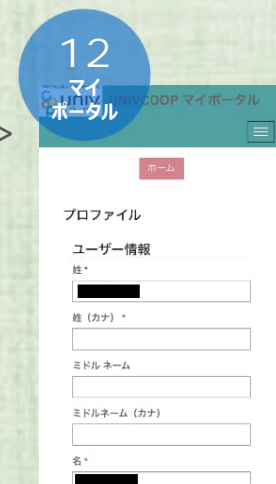 12
マイ
ポータル
UNIVCOOP マイポータル
>
ホーム
プロファイル
ユーザー情報
姓*
姓（カナ）*
ミドル ネーム
ミドルネーム（カナ）
名*